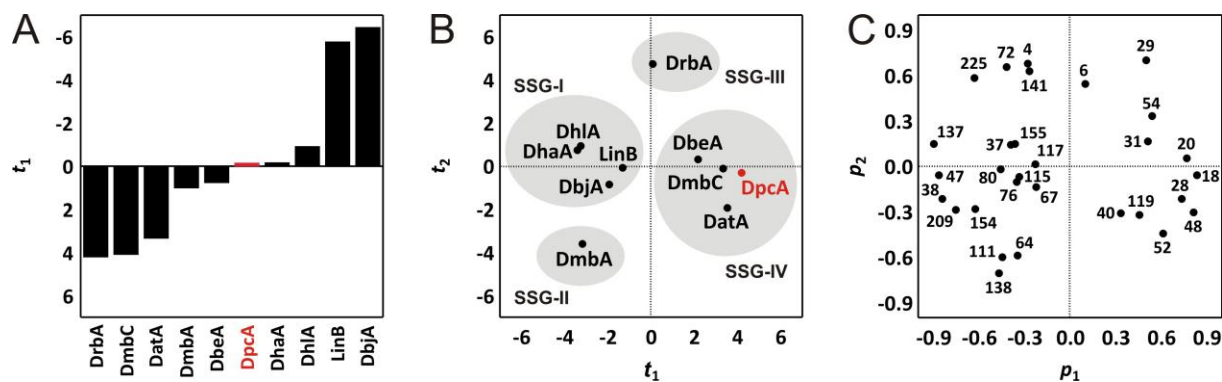 A
-6
-4
-2
0
2
4
6
t1
DrbA
DmbC
DatA
DmbA
DbeA
DpcA
DhaA
DhlA
LinB
DbjA
B
6
4
2
0
-2
-4
-6
t2
SSG-I
DrbA
SSG-III
DhlA
DhaA
LinB
DbjA
DbeA
DmbC
DpcA
DatA
DmbA
SSG-II
SSG-IV
-6 -4 -2 0 2 4 6
t1
C
0.9
0.6
0.3
0.0
-0.3
-0.6
-0.9
p2
72 4 29
225 141 6
54
137 37 155 31 20
117
47 80 115 18
38 76 67 28
209 154 40 119 48
52
111 64
138
-0.9 -0.6 -0.3 0.0 0.3 0.6 0.9
p1